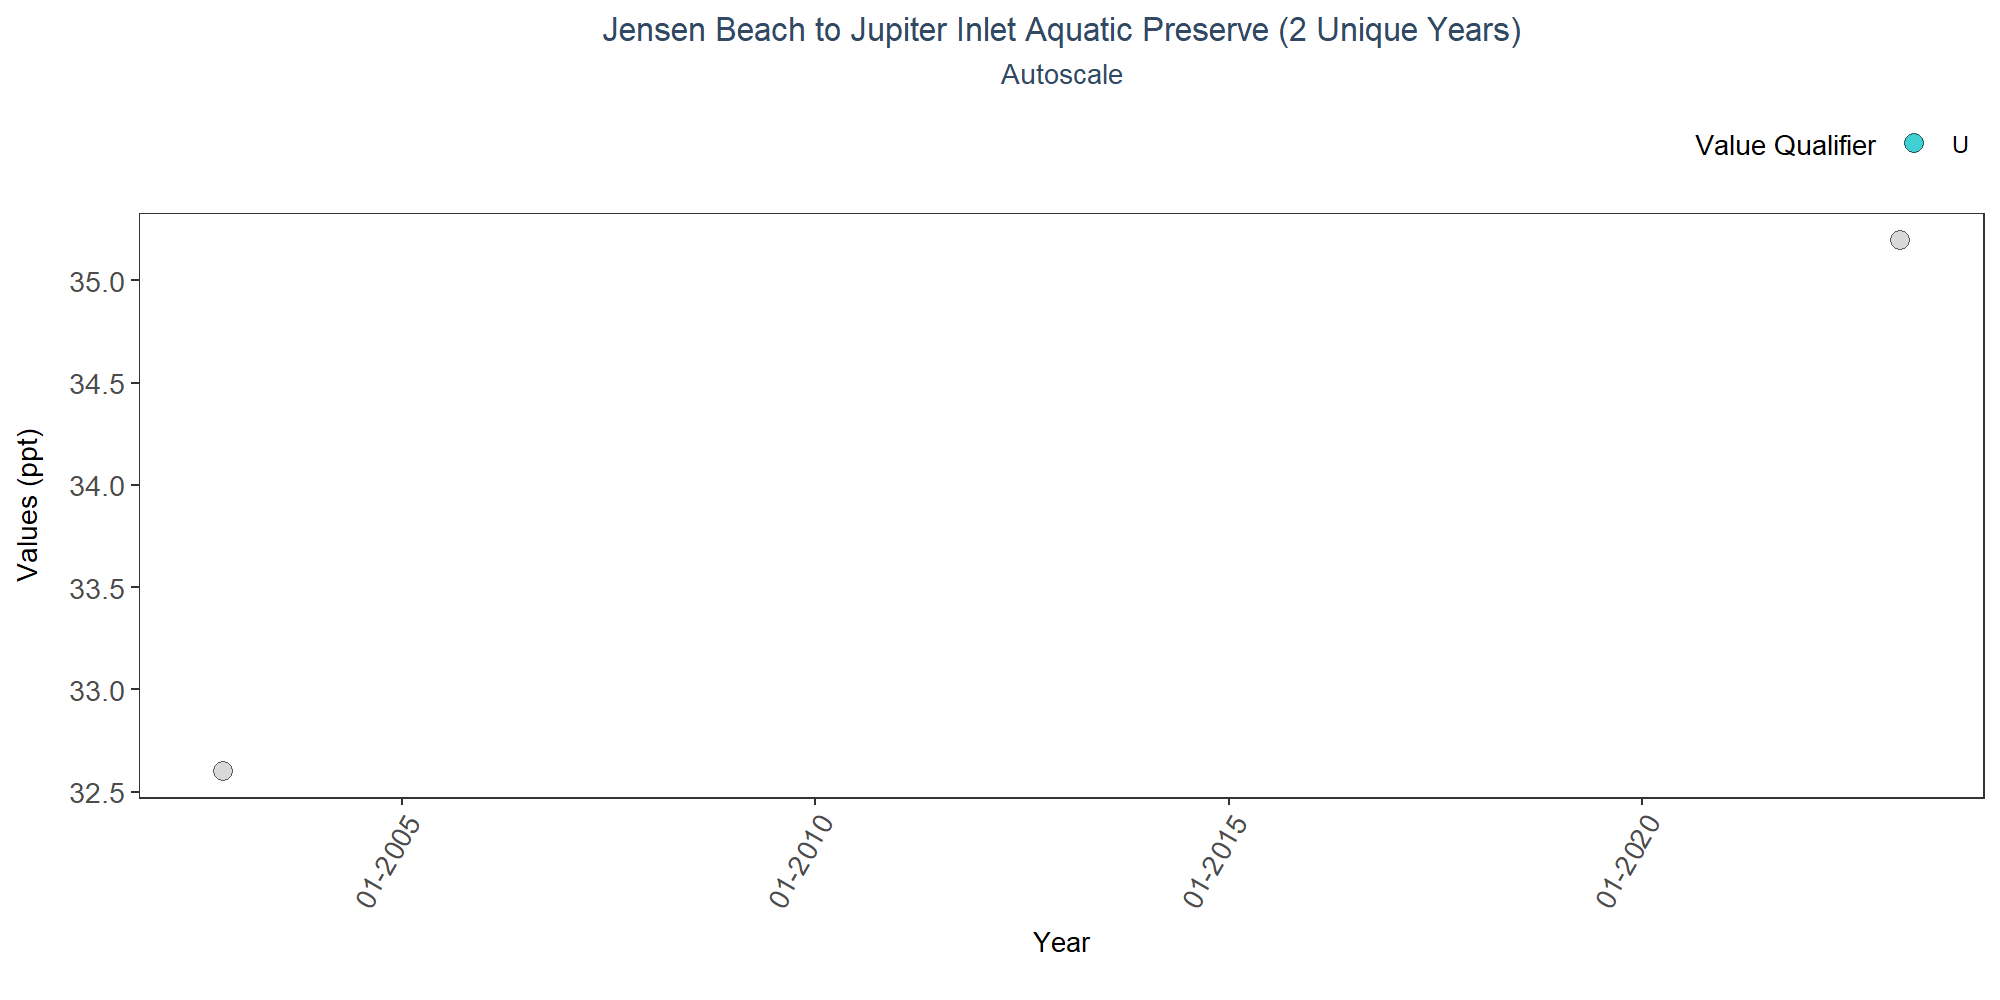 Jensen Beach to Jupiter Inlet Aquatic Preserve (2 Unique Years)
Autoscale
Value Qualifier U
Values (ppt)
35.0
34.5
34.0
33.5
33.0
32.5
01-2005 01-2010 01-2015 01-2020
Year